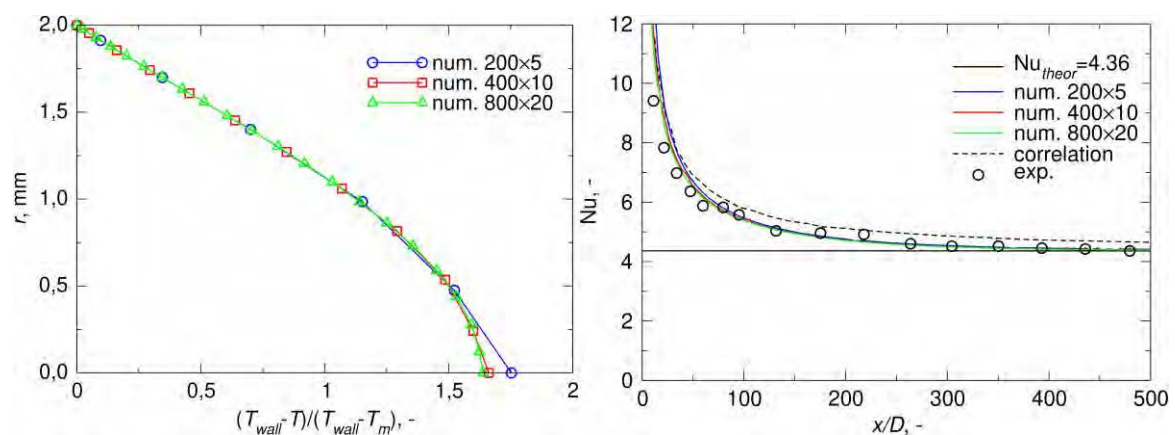 2,0
1,5
1,0
0,5
0,0
r, mm
num. 200×5
num. 400×10
num. 800×20
0
0,5
1
1,5
2
(T_wall-T)/(T_wall-T_m), -
12
10
8
6
4
2
0
Nu, -
Nu_theor=4.36
num. 200×5
num. 400×10
num. 800×20
correlation
exp.
0
100
200
300
400
500
x/D, -